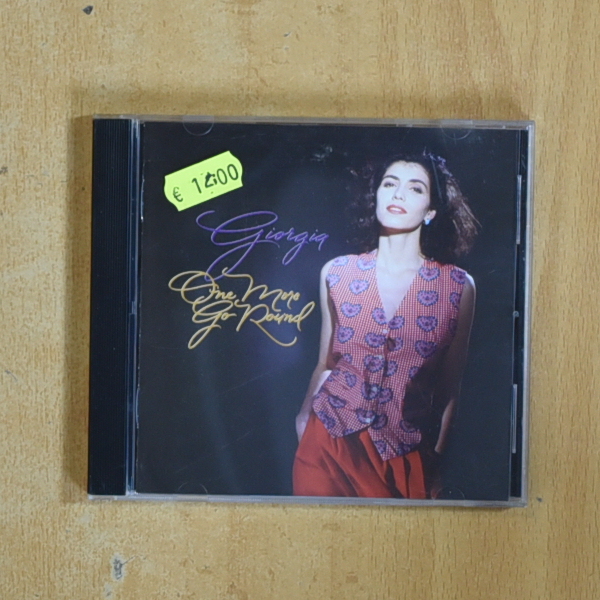 € 12.00
Giorgia
One More
Go Round